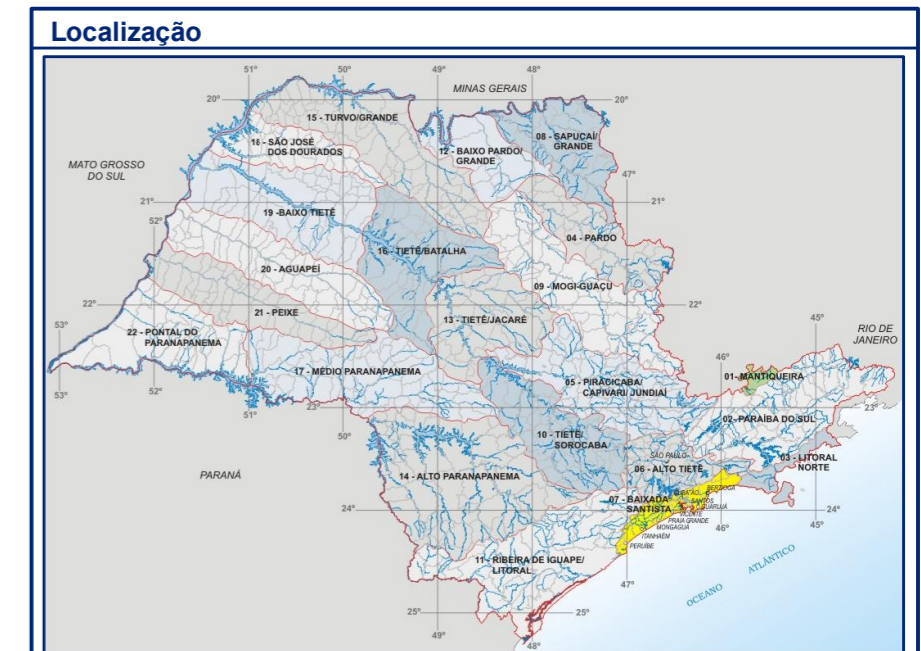 Localização
51° 50° 49° 48°
MINAS GERAIS
20° 20°
15 - TURVO/GRANDE
08 - SAPUCAÍ/
GRANDE
18 - SÃO JOSÉ
DOS DOURADOS
12 - BAIXO PARDO/
GRANDE
MATO GROSSO
DO SUL
47°
21° 21°
52°
19 -BAIXO TIETÊ
04 - PARDO
16 - TIETÊ/BATALHA
20 - AGUAPEÍ
09 - MOGI-GUAÇU
22° 22°
13 - TIETÊ/JACARÉ
21 - PEIXE
53° 45°
22 - PONTAL DO
PARANAPANEMA
RIO DE
JANEIRO
46°
17 - MÉDIO PARANAPANEMA
01- MANTIQUEIRA
05 - PIRACICABA/
CAPIVARI/ JUNDIAÍ
53° 52° 51° 23° 23°
02 - PARAÍBA DO SUL
50°
10 - TIETÊ/
SOROCABA
SÃO PAULO
03 - LITORAL
NORTE
06 - ALTO TIETÊ
PARANÁ
14 - ALTO PARANAPANEMA
BERTIOGA
CUBATÃO
SANTOS
07 - BAIXADA
SANTISTA
GUARUJÁ
24° 24°
VICENTE
PRAIA GRANDE
MONGAGUÁ
46° 45°
ITANHAÉM
PERUÍBE
11 - RIBEIRA DE IGUAPE/
LITORAL
47°
OCEANO ATLÂNTICO
25° 25°
49° 48°